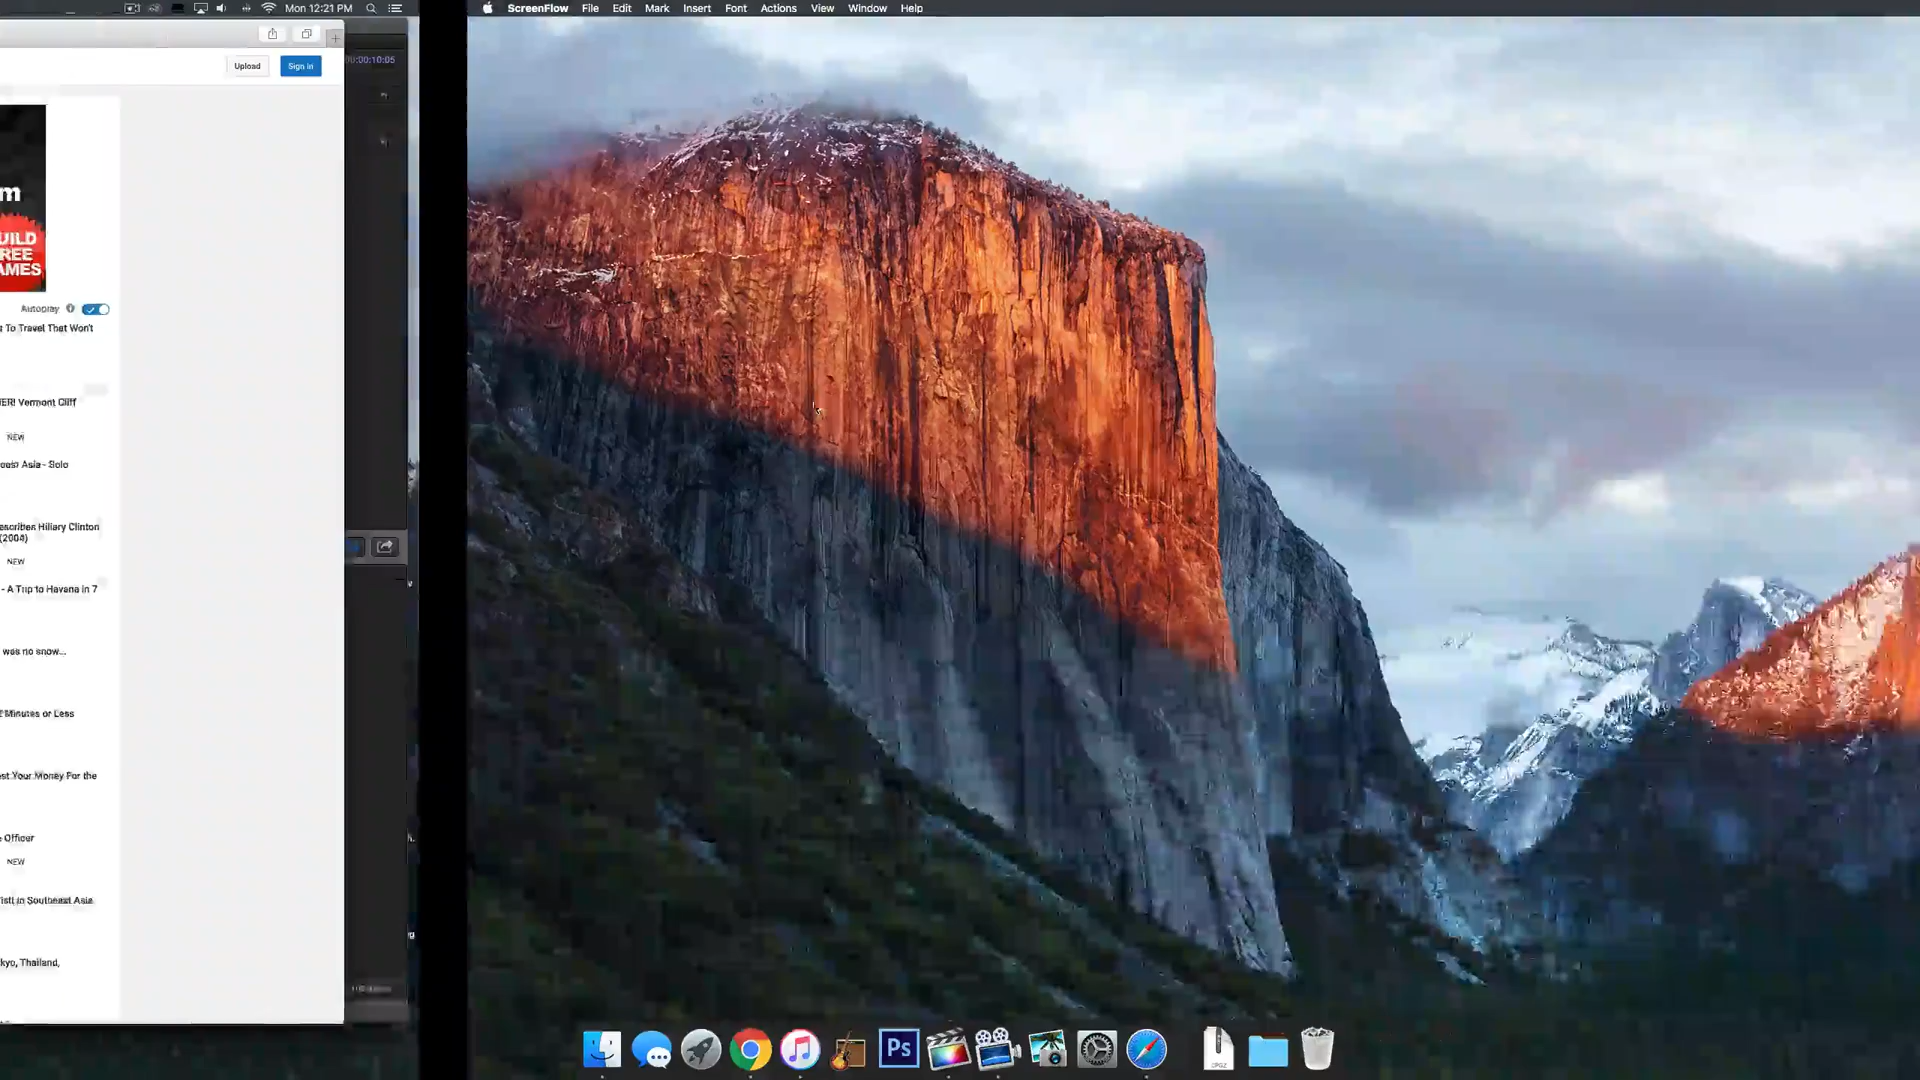 Mon 12:21 PM
ScreenFlow File Edit Mark Insert Font Actions View Window Help
00:00:10:05
Upload
Sign in
m
UILD
REE
AMES
Autoplay
To Travel That Won't
ER! Vermont Cliff
NEW
Asia - Solo
escribes Hillary Clinton
(2004)
NEW
- A Trip to Havana in 7
was no snow...
Minutes or Less
Your Money For the
Officer
NEW
in Southeast Asia
kyo, Thailand,
Ps
CPGZ